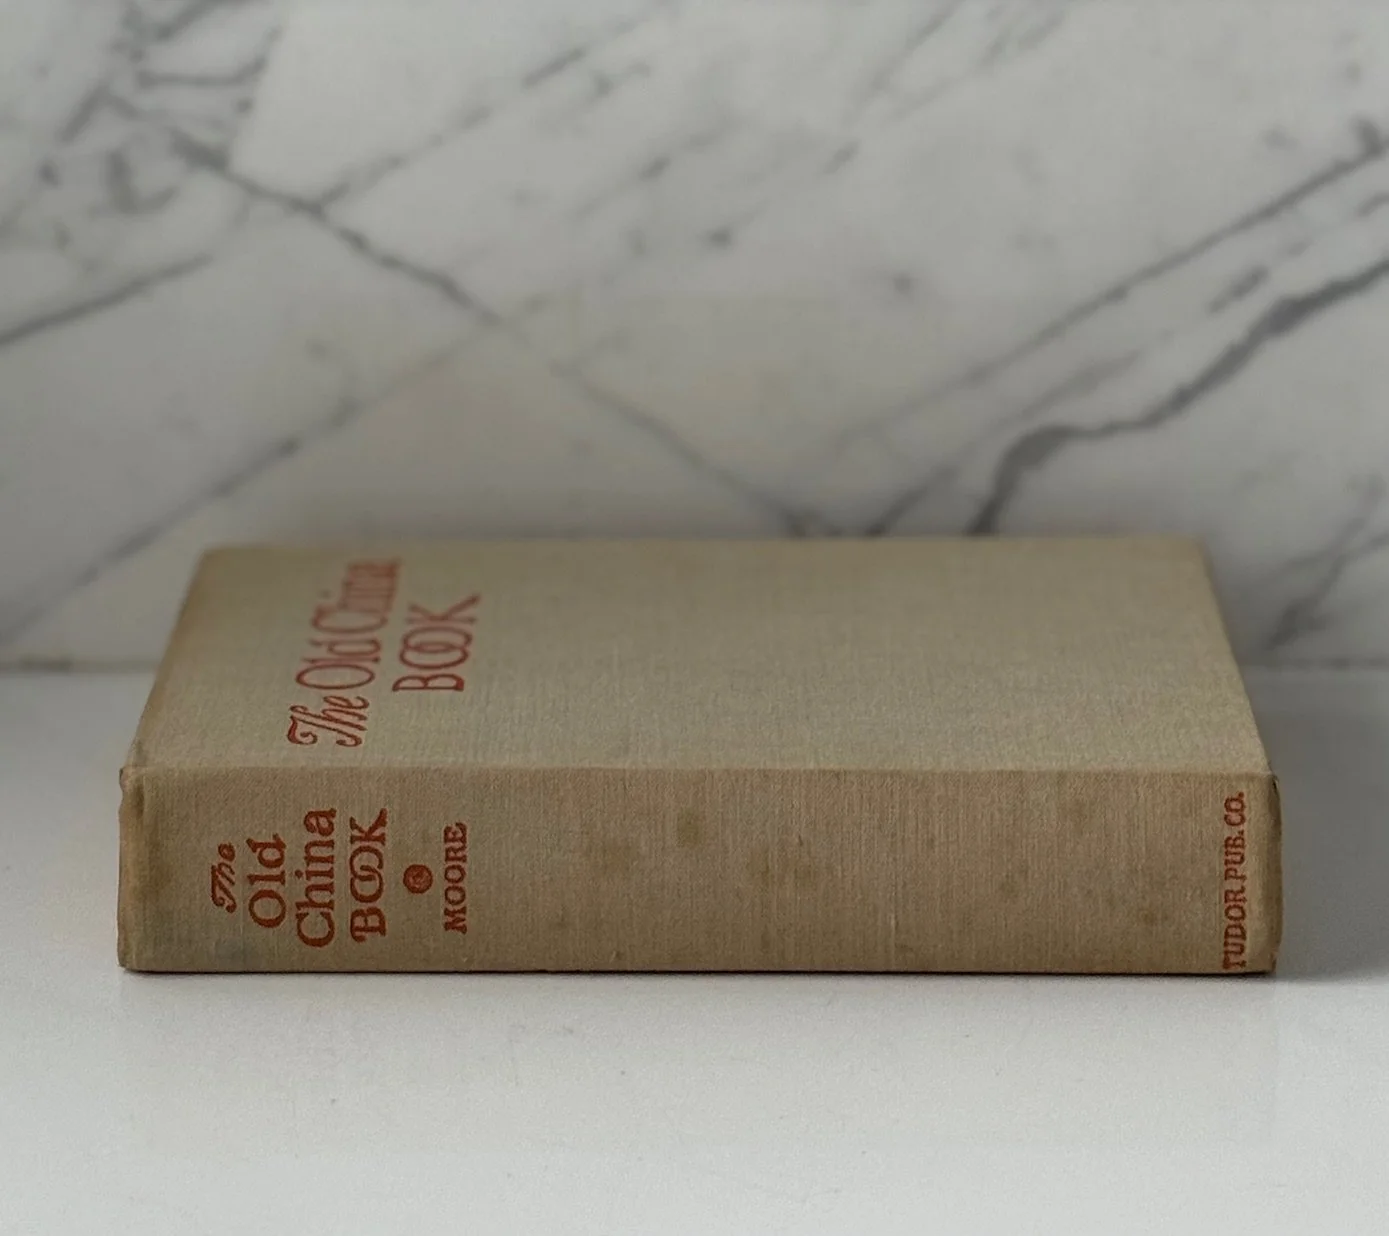 The Old China
BOOK
The
Old
China
BOOK
MOORE
TUDOR PUB. CO.